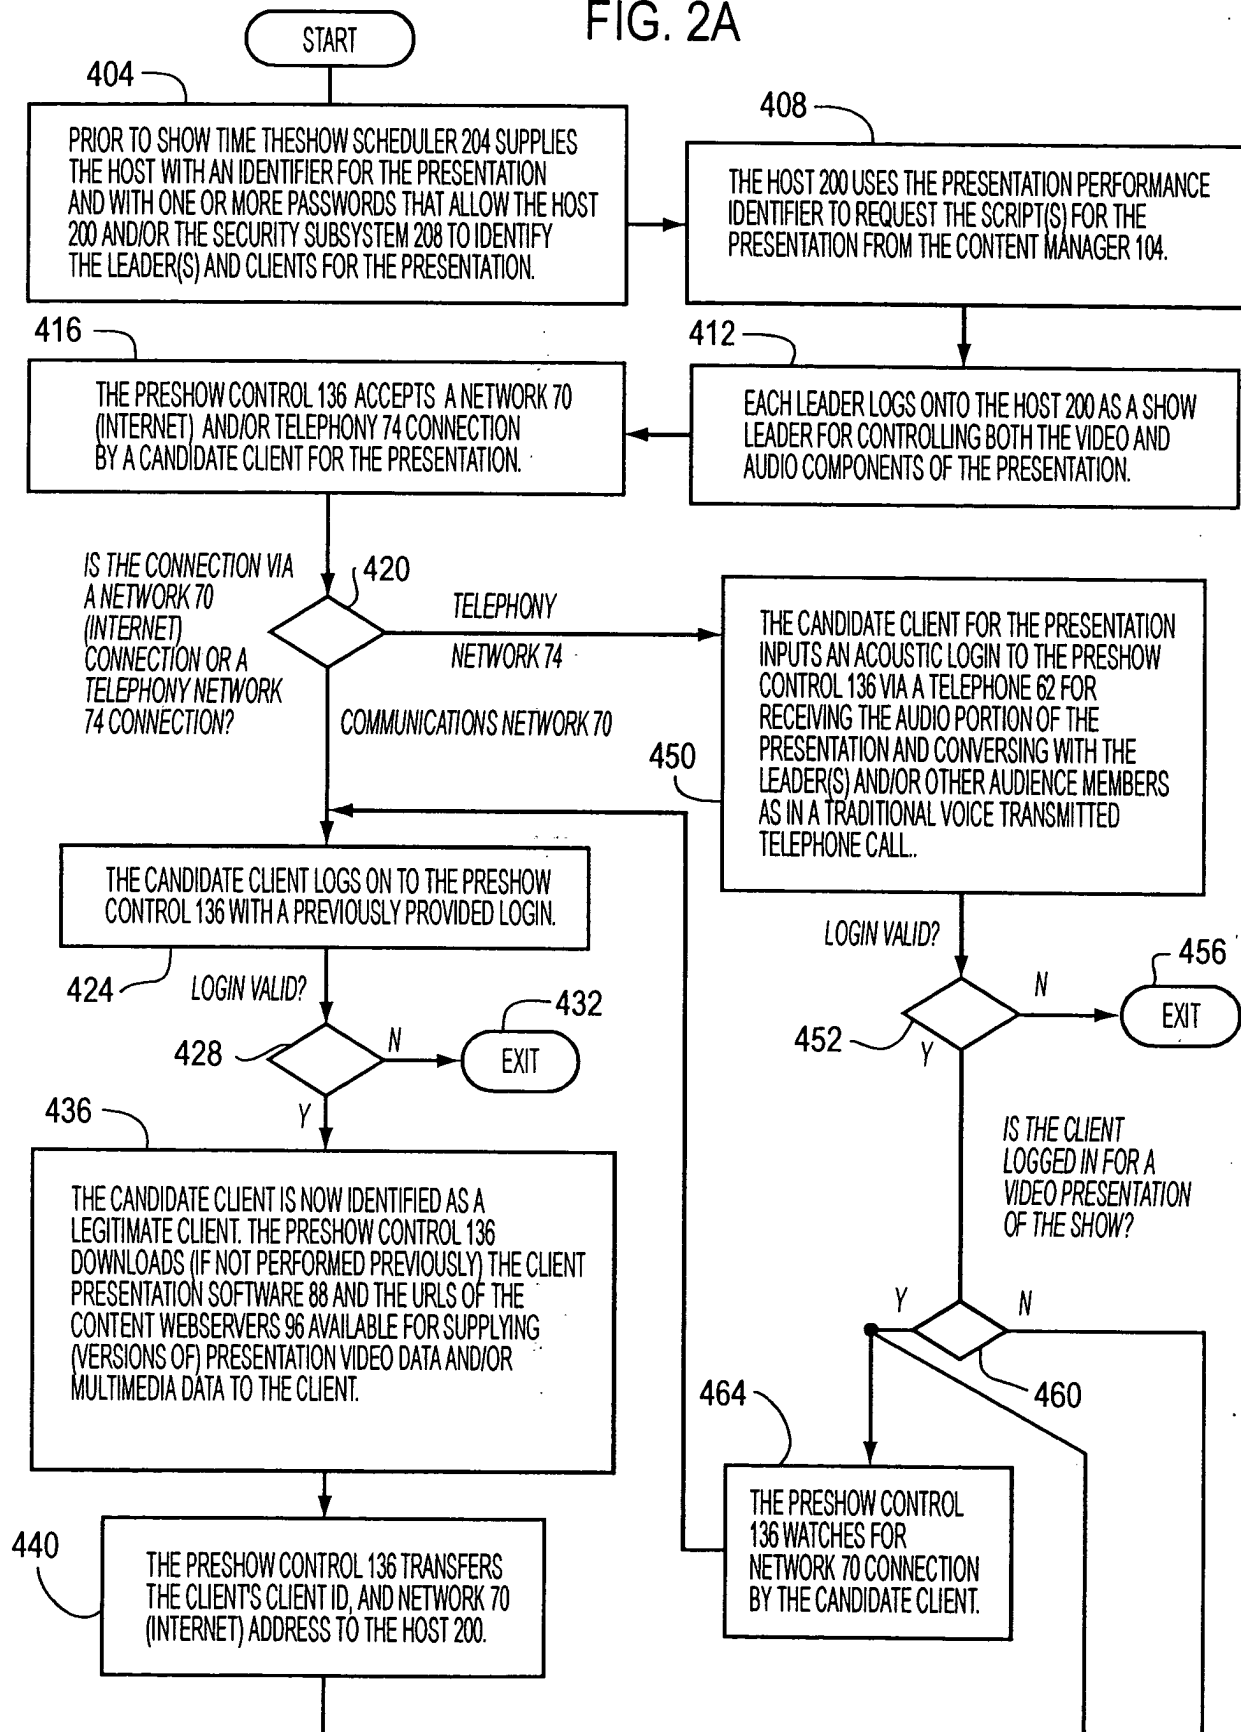 FIG. 2A
START
404
PRIOR TO SHOW TIME THESHOW SCHEDULER 204 SUPPLIES
THE HOST WITH AN IDENTIFIER FOR THE PRESENTATION
AND WITH ONE OR MORE PASSWORDS THAT ALLOW THE HOST
200 AND/OR THE SECURITY SUBSYSTEM 208 TO IDENTIFY
THE LEADER(S) AND CLIENTS FOR THE PRESENTATION.
408
THE HOST 200 USES THE PRESENTATION PERFORMANCE
IDENTIFIER TO REQUEST THE SCRIPT(S) FOR THE
PRESENTATION FROM THE CONTENT MANAGER 104.
412
EACH LEADER LOGS ONTO THE HOST 200 AS A SHOW
LEADER FOR CONTROLLING BOTH THE VIDEO AND
AUDIO COMPONENTS OF THE PRESENTATION.
416
THE PRESHOW CONTROL 136 ACCEPTS A NETWORK 70
(INTERNET) AND/OR TELEPHONY 74 CONNECTION
BY A CANDIDATE CLIENT FOR THE PRESENTATION.
IS THE CONNECTION VIA
A NETWORK 70
(INTERNET)
CONNECTION OR A
TELEPHONY NETWORK
74 CONNECTION?
420
TELEPHONY
NETWORK 74
COMMUNICATIONS NETWORK 70
450
THE CANDIDATE CLIENT FOR THE PRESENTATION
INPUTS AN ACOUSTIC LOGIN TO THE PRESHOW
CONTROL 136 VIA A TELEPHONE 62 FOR
RECEIVING THE AUDIO PORTION OF THE
PRESENTATION AND CONVERSING WITH THE
LEADER(S) AND/OR OTHER AUDIENCE MEMBERS
AS IN A TRADITIONAL VOICE TRANSMITTED
TELEPHONE CALL..
THE CANDIDATE CLIENT LOGS ON TO THE PRESHOW
CONTROL 136 WITH A PREVIOUSLY PROVIDED LOGIN.
424
LOGIN VALID?
428
N
432
EXIT
Y
LOGIN VALID?
452
N
456
EXIT
Y
436
THE CANDIDATE CLIENT IS NOW IDENTIFIED AS A
LEGITIMATE CLIENT. THE PRESHOW CONTROL 136
DOWNLOADS (IF NOT PERFORMED PREVIOUSLY) THE CLIENT
PRESENTATION SOFTWARE 88 AND THE URLS OF THE
CONTENT WEBSERVERS 96 AVAILABLE FOR SUPPLYING
(VERSIONS OF) PRESENTATION VIDEO DATA AND/OR
MULTIMEDIA DATA TO THE CLIENT.
IS THE CLIENT
LOGGED IN FOR A
VIDEO PRESENTATION
OF THE SHOW?
Y
N
460
464
THE PRESHOW CONTROL
136 WATCHES FOR
NETWORK 70 CONNECTION
BY THE CANDIDATE CLIENT.
440
THE PRESHOW CONTROL 136 TRANSFERS
THE CLIENT'S CLIENT ID, AND NETWORK 70
(INTERNET) ADDRESS TO THE HOST 200.